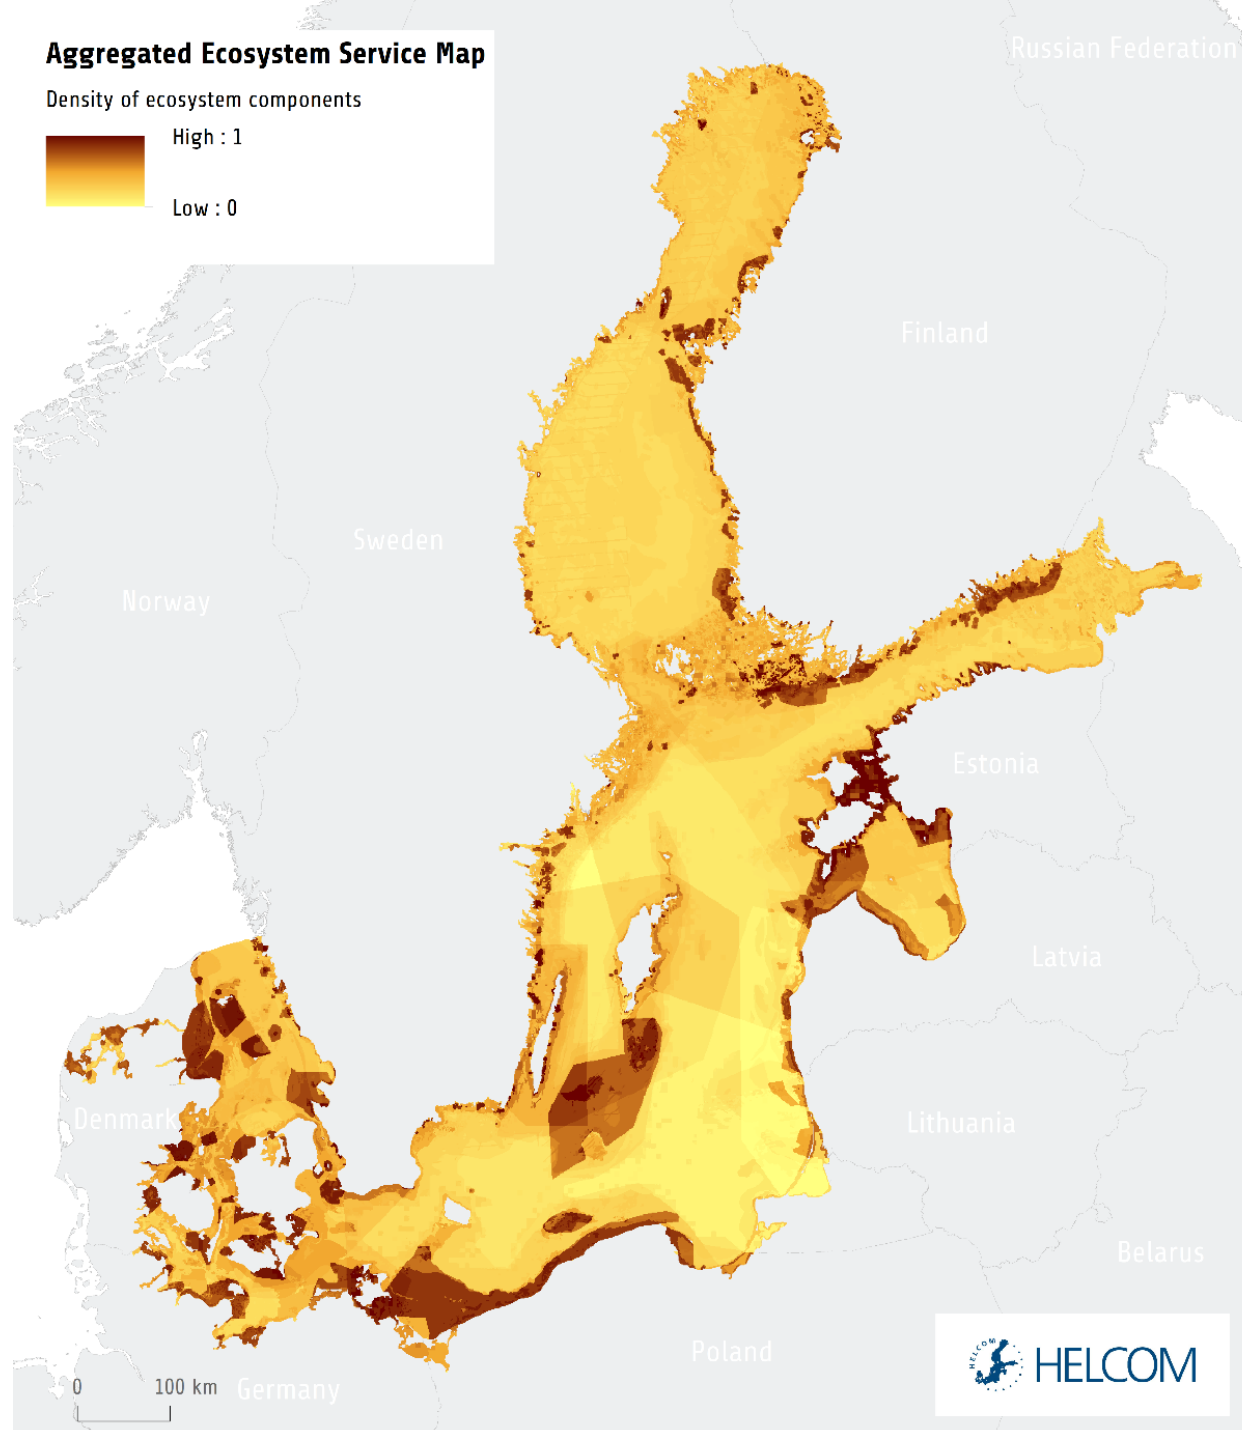 Aggregated Ecosystem Service Map
Density of ecosystem components
High : 1
Low : 0
Russian Federation
Finland
Sweden
Norway
Estonia
Latvia
Denmark
Lithuania
Belarus
Poland
Germany
0 100 km
HELCOM
HELCOM